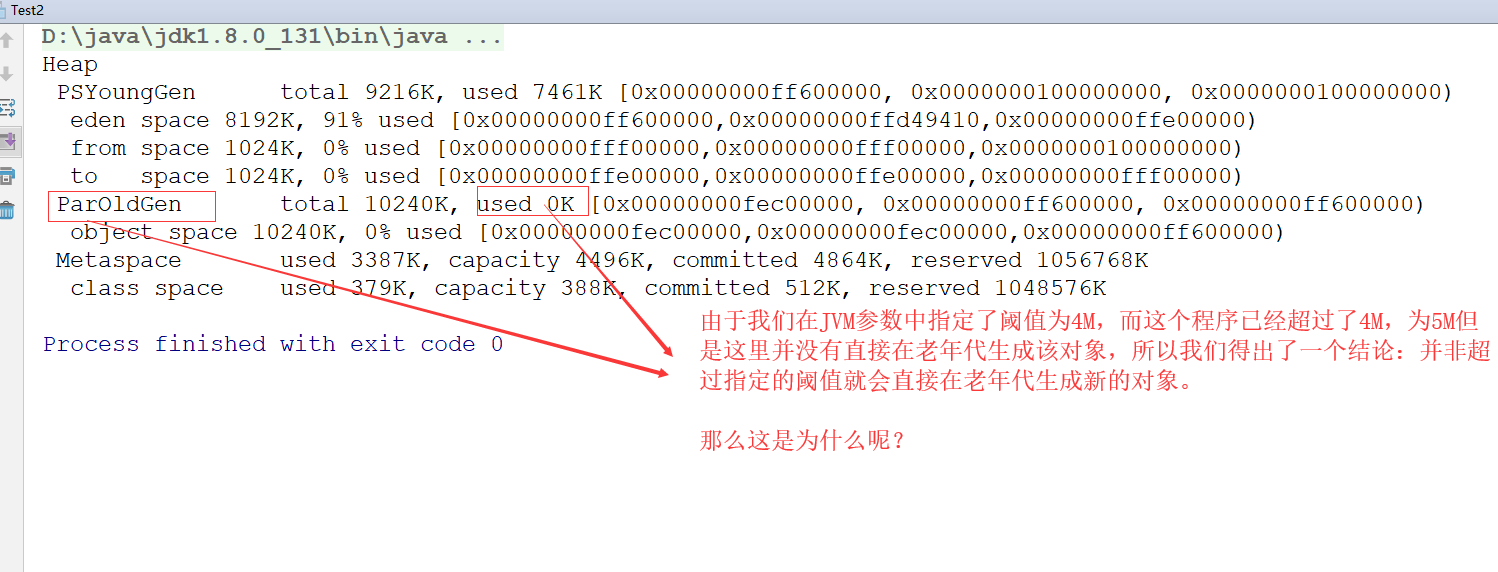 Test2
D:\java\jdk1.8.0_131\bin\java ...
Heap
PSYoungGen total 9216K, used 7461K [0x00000000ff600000, 0x0000000100000000, 0x0000000100000000)
eden space 8192K, 91% used [0x00000000ff600000,0x00000000ffd49410,0x00000000ffe00000)
from space 1024K, 0% used [0x00000000fff00000,0x00000000fff00000,0x0000000100000000)
to space 1024K, 0% used [0x00000000ffe00000,0x00000000ffe00000,0x00000000fff00000)
ParOldGen total 10240K, used 0K [0x00000000fec00000, 0x00000000ff600000, 0x00000000ff600000)
object space 10240K, 0% used [0x00000000fec00000,0x00000000fec00000,0x00000000ff600000)
Metaspace used 3387K, capacity 4496K, committed 4864K, reserved 1056768K
class space used 379K, capacity 388K, committed 512K, reserved 1048576K
由于我们在JVM参数中指定了阈值为4M，而这个程序已经超过了4M，为5M但
是这里并没有直接在老年代生成该对象，所以我们得出了一个结论：并非超
过指定的阈值就会直接在老年代生成新的对象。
那么这是为什么呢？
Process finished with exit code 0